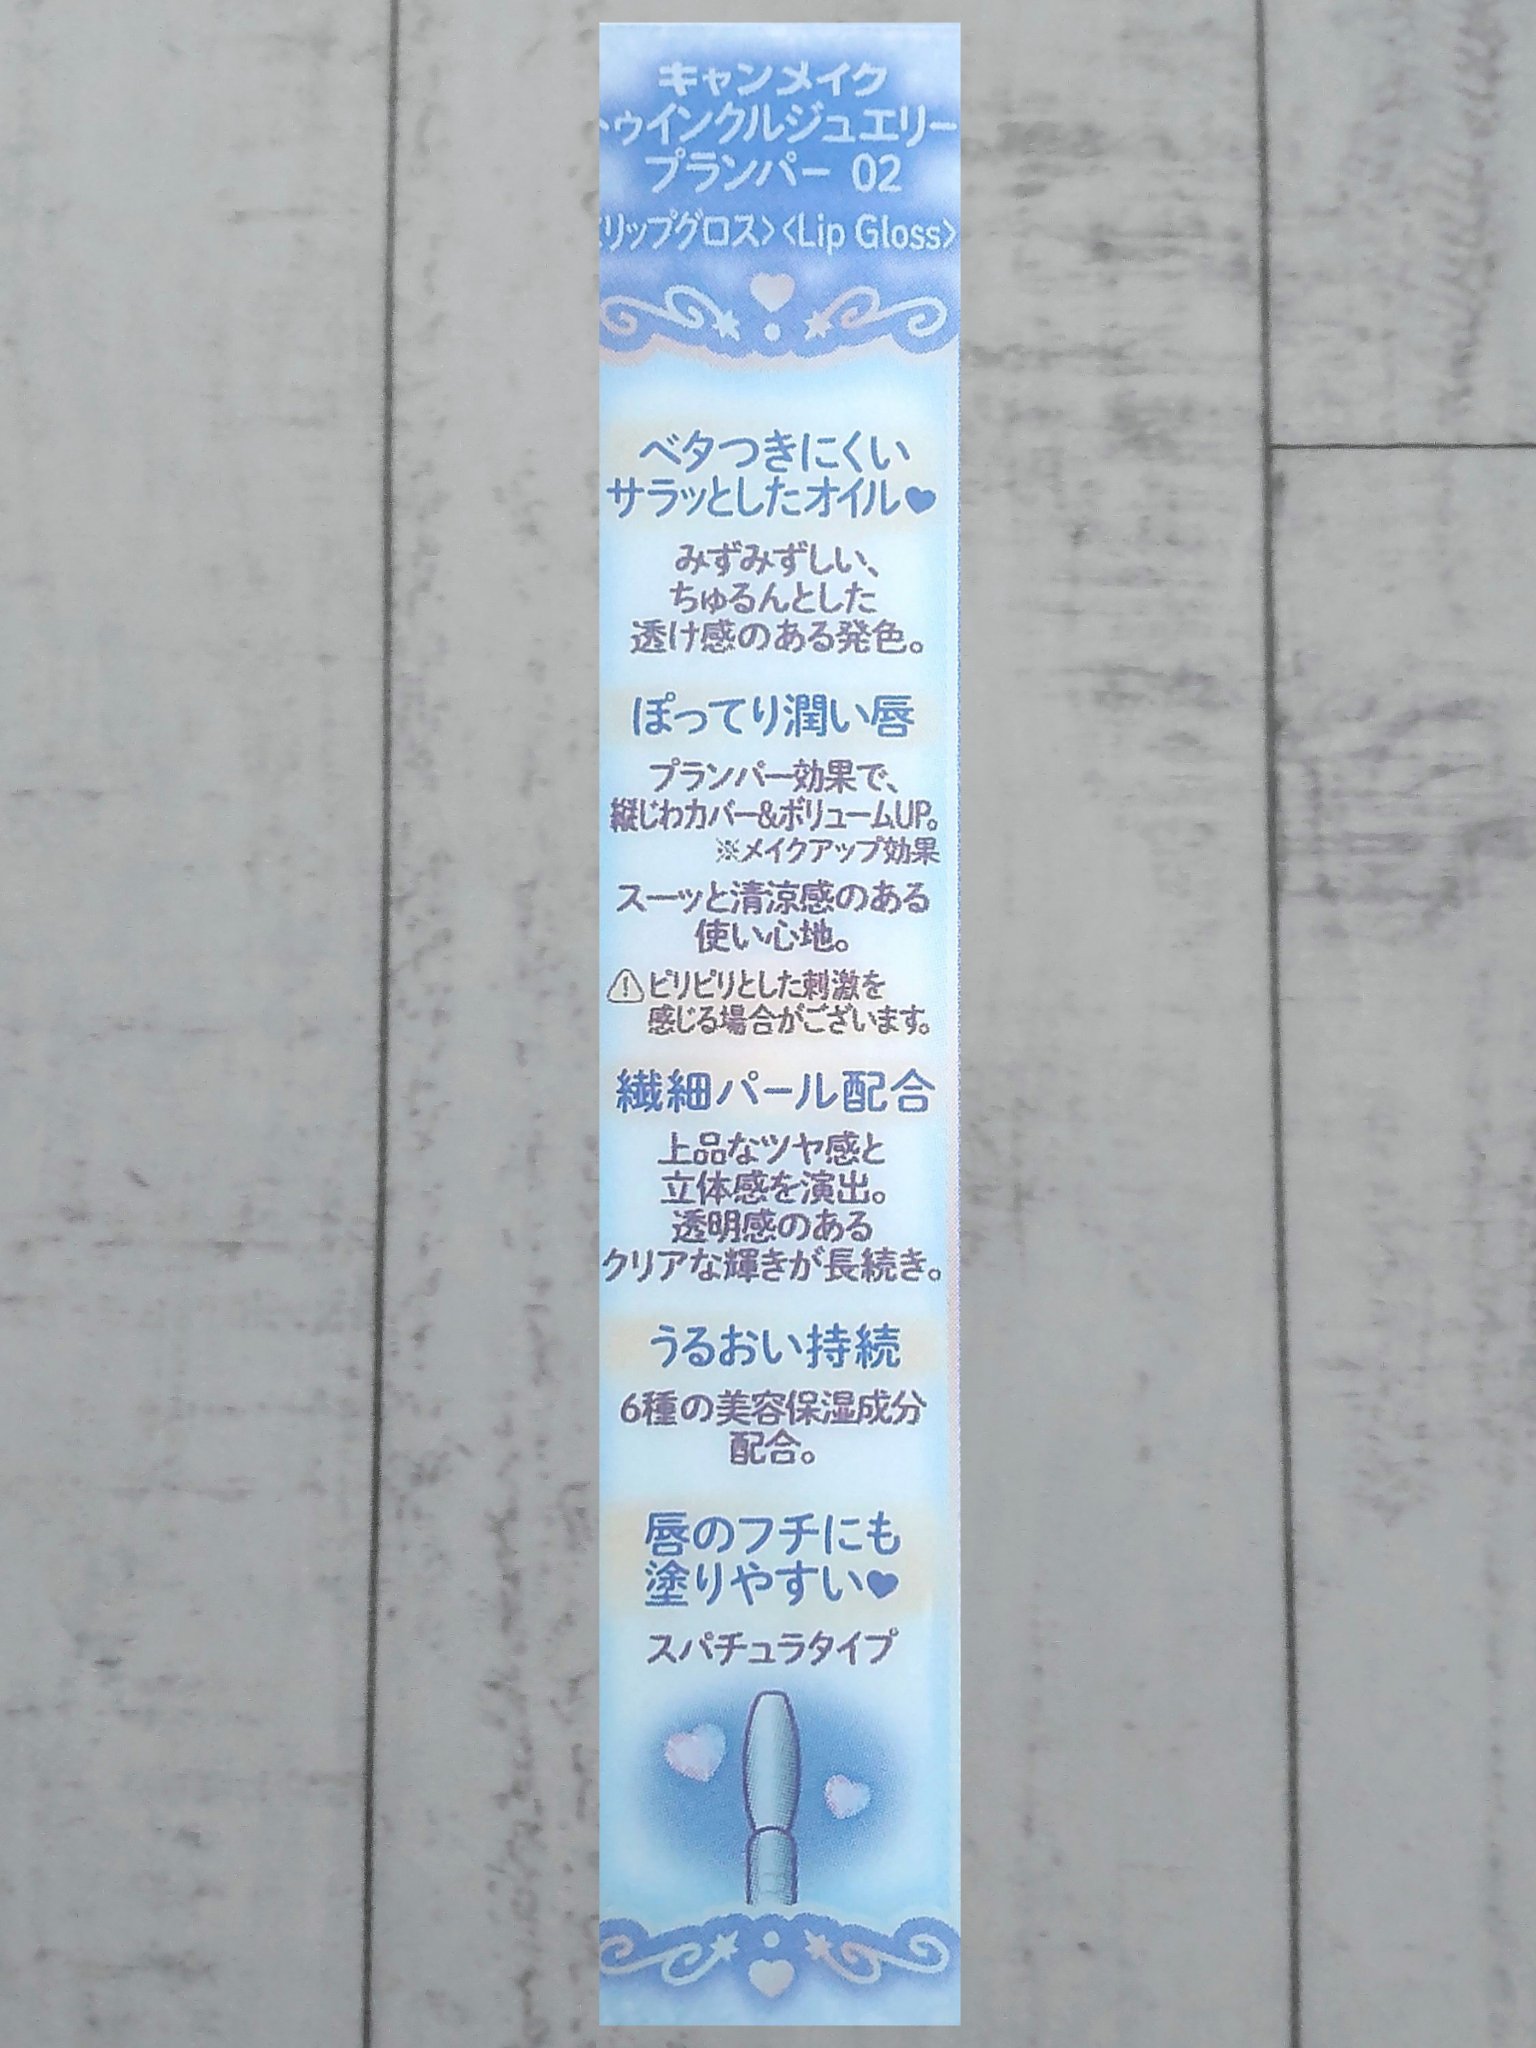 キャンメイク
トゥインクルジュエリー
プランパー 02
リップグロス〉〈Lip Gloss〉
ベタつきにくい
サラッとしたオイル♥
みずみずしい、
ちゅるんとした
透け感のある発色。
ぽってり潤い唇
プランパー効果で、
縦じわカバー&ボリュームUP。
※メイクアップ効果
スーッと清涼感のある
使い心地。
⚠ピリピリとした刺激を
感じる場合がございます。
繊細パール配合
上品なツヤ感と
立体感を演出。
透明感のある
クリアな輝きが長続き。
うるおい持続
6種の美容保湿成分
配合。
唇のフチにも
塗りやすい♥
スパチュラタイプ